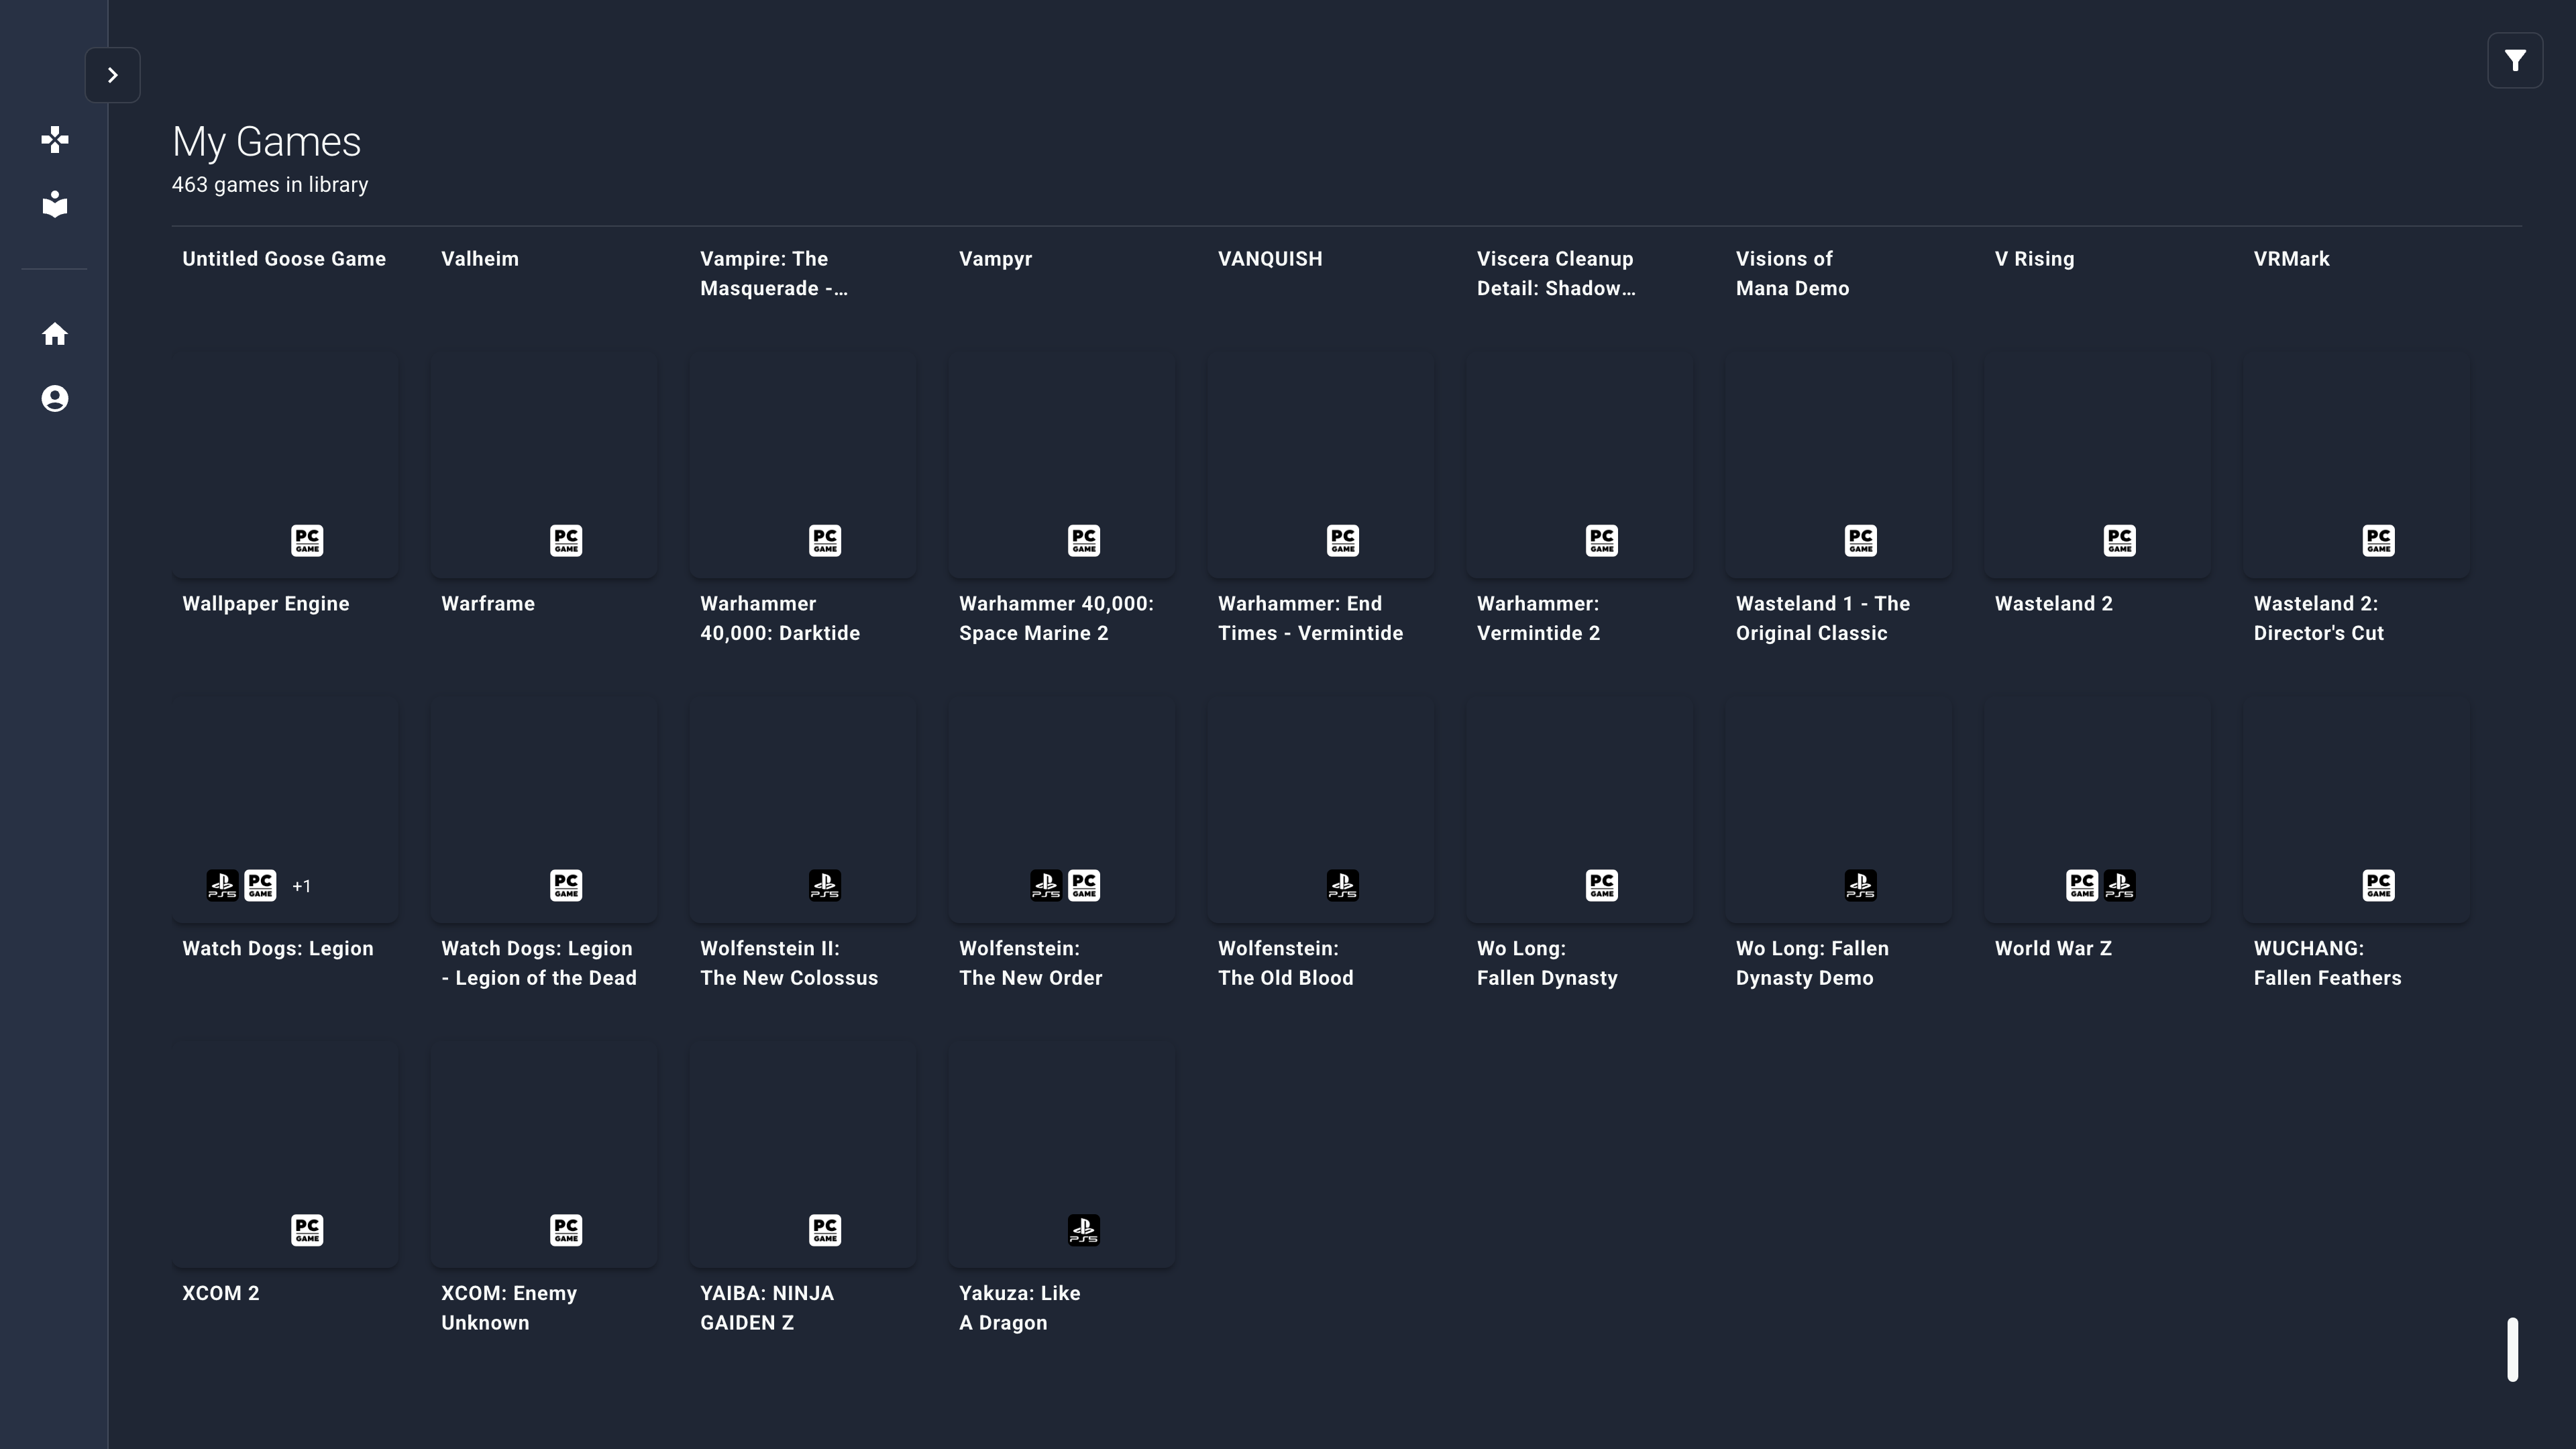 My Games
463 games in library
Untitled Goose Game
Valheim
Vampire: The
Masquerade -...
Vampyr
VANQUISH
Viscera Cleanup
Detail: Shadow...
Visions of
Mana Demo
V Rising
VRMark
PC
GAME
PC
GAME
PC
GAME
PC
GAME
PC
GAME
PC
GAME
PC
GAME
PC
GAME
PC
GAME
Wallpaper Engine
Warframe
Warhammer
40,000: Darktide
Warhammer 40,000:
Space Marine 2
Warhammer: End
Times - Vermintide
Warhammer:
Vermintide 2
Wasteland 1 - The
Original Classic
Wasteland 2
Wasteland 2:
Director's Cut
PS5
PC
GAME
+1
PC
GAME
PS5
PS5
PC
GAME
PS5
PC
GAME
PS5
PC
GAME
PS5
PC
GAME
Watch Dogs: Legion
Watch Dogs: Legion
- Legion of the Dead
Wolfenstein II:
The New Colossus
Wolfenstein:
The New Order
Wolfenstein:
The Old Blood
Wo Long:
Fallen Dynasty
Wo Long: Fallen
Dynasty Demo
World War Z
WUCHANG:
Fallen Feathers
PC
GAME
PC
GAME
PC
GAME
PS5
XCOM 2
XCOM: Enemy
Unknown
YAIBA: NINJA
GAIDEN Z
Yakuza: Like
A Dragon